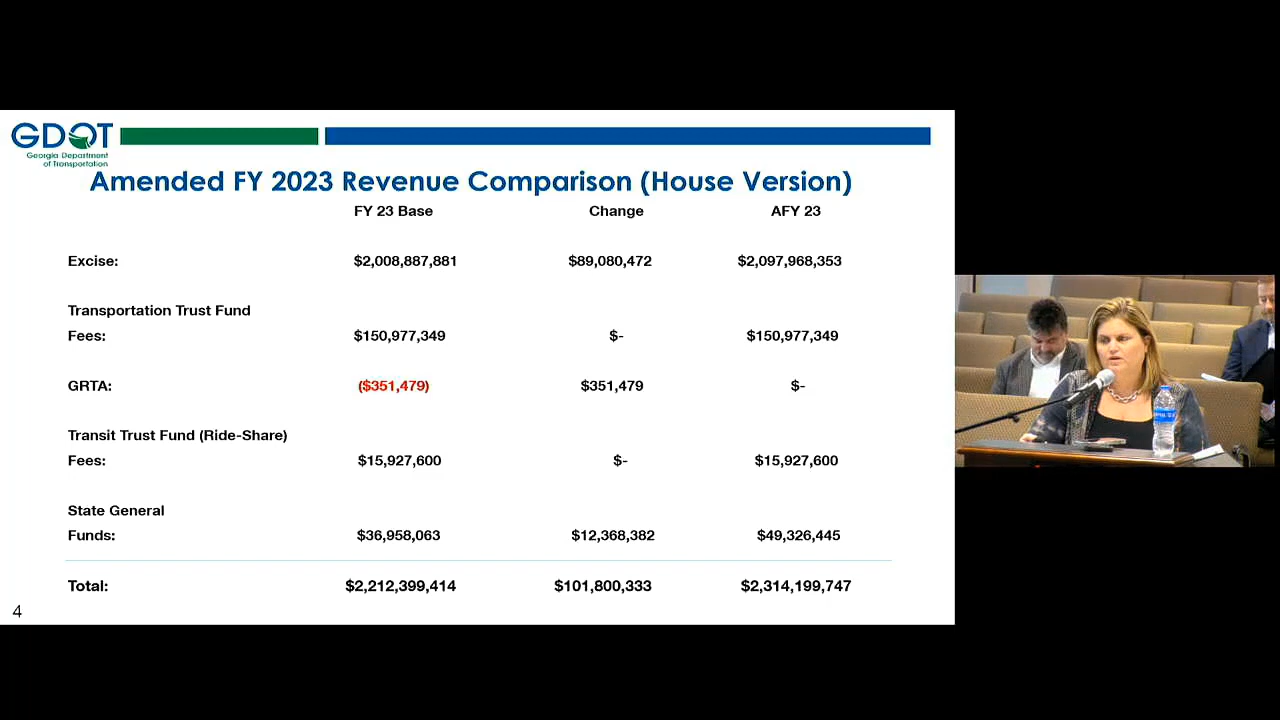 GDOT
Georgia Department
of Transportation
Amended FY 2023 Revenue Comparison (House Version)
FY 23 Base Change AFY 23
Excise: $2,008,887,881 $89,080,472 $2,097,968,353
Transportation Trust Fund
Fees: $150,977,349 $- $150,977,349
GRTA: ($351,479) $351,479 $-
Transit Trust Fund (Ride-Share)
Fees: $15,927,600 $- $15,927,600
State General
Funds: $36,958,063 $12,368,382 $49,326,445
Total: $2,212,399,414 $101,800,333 $2,314,199,747
4